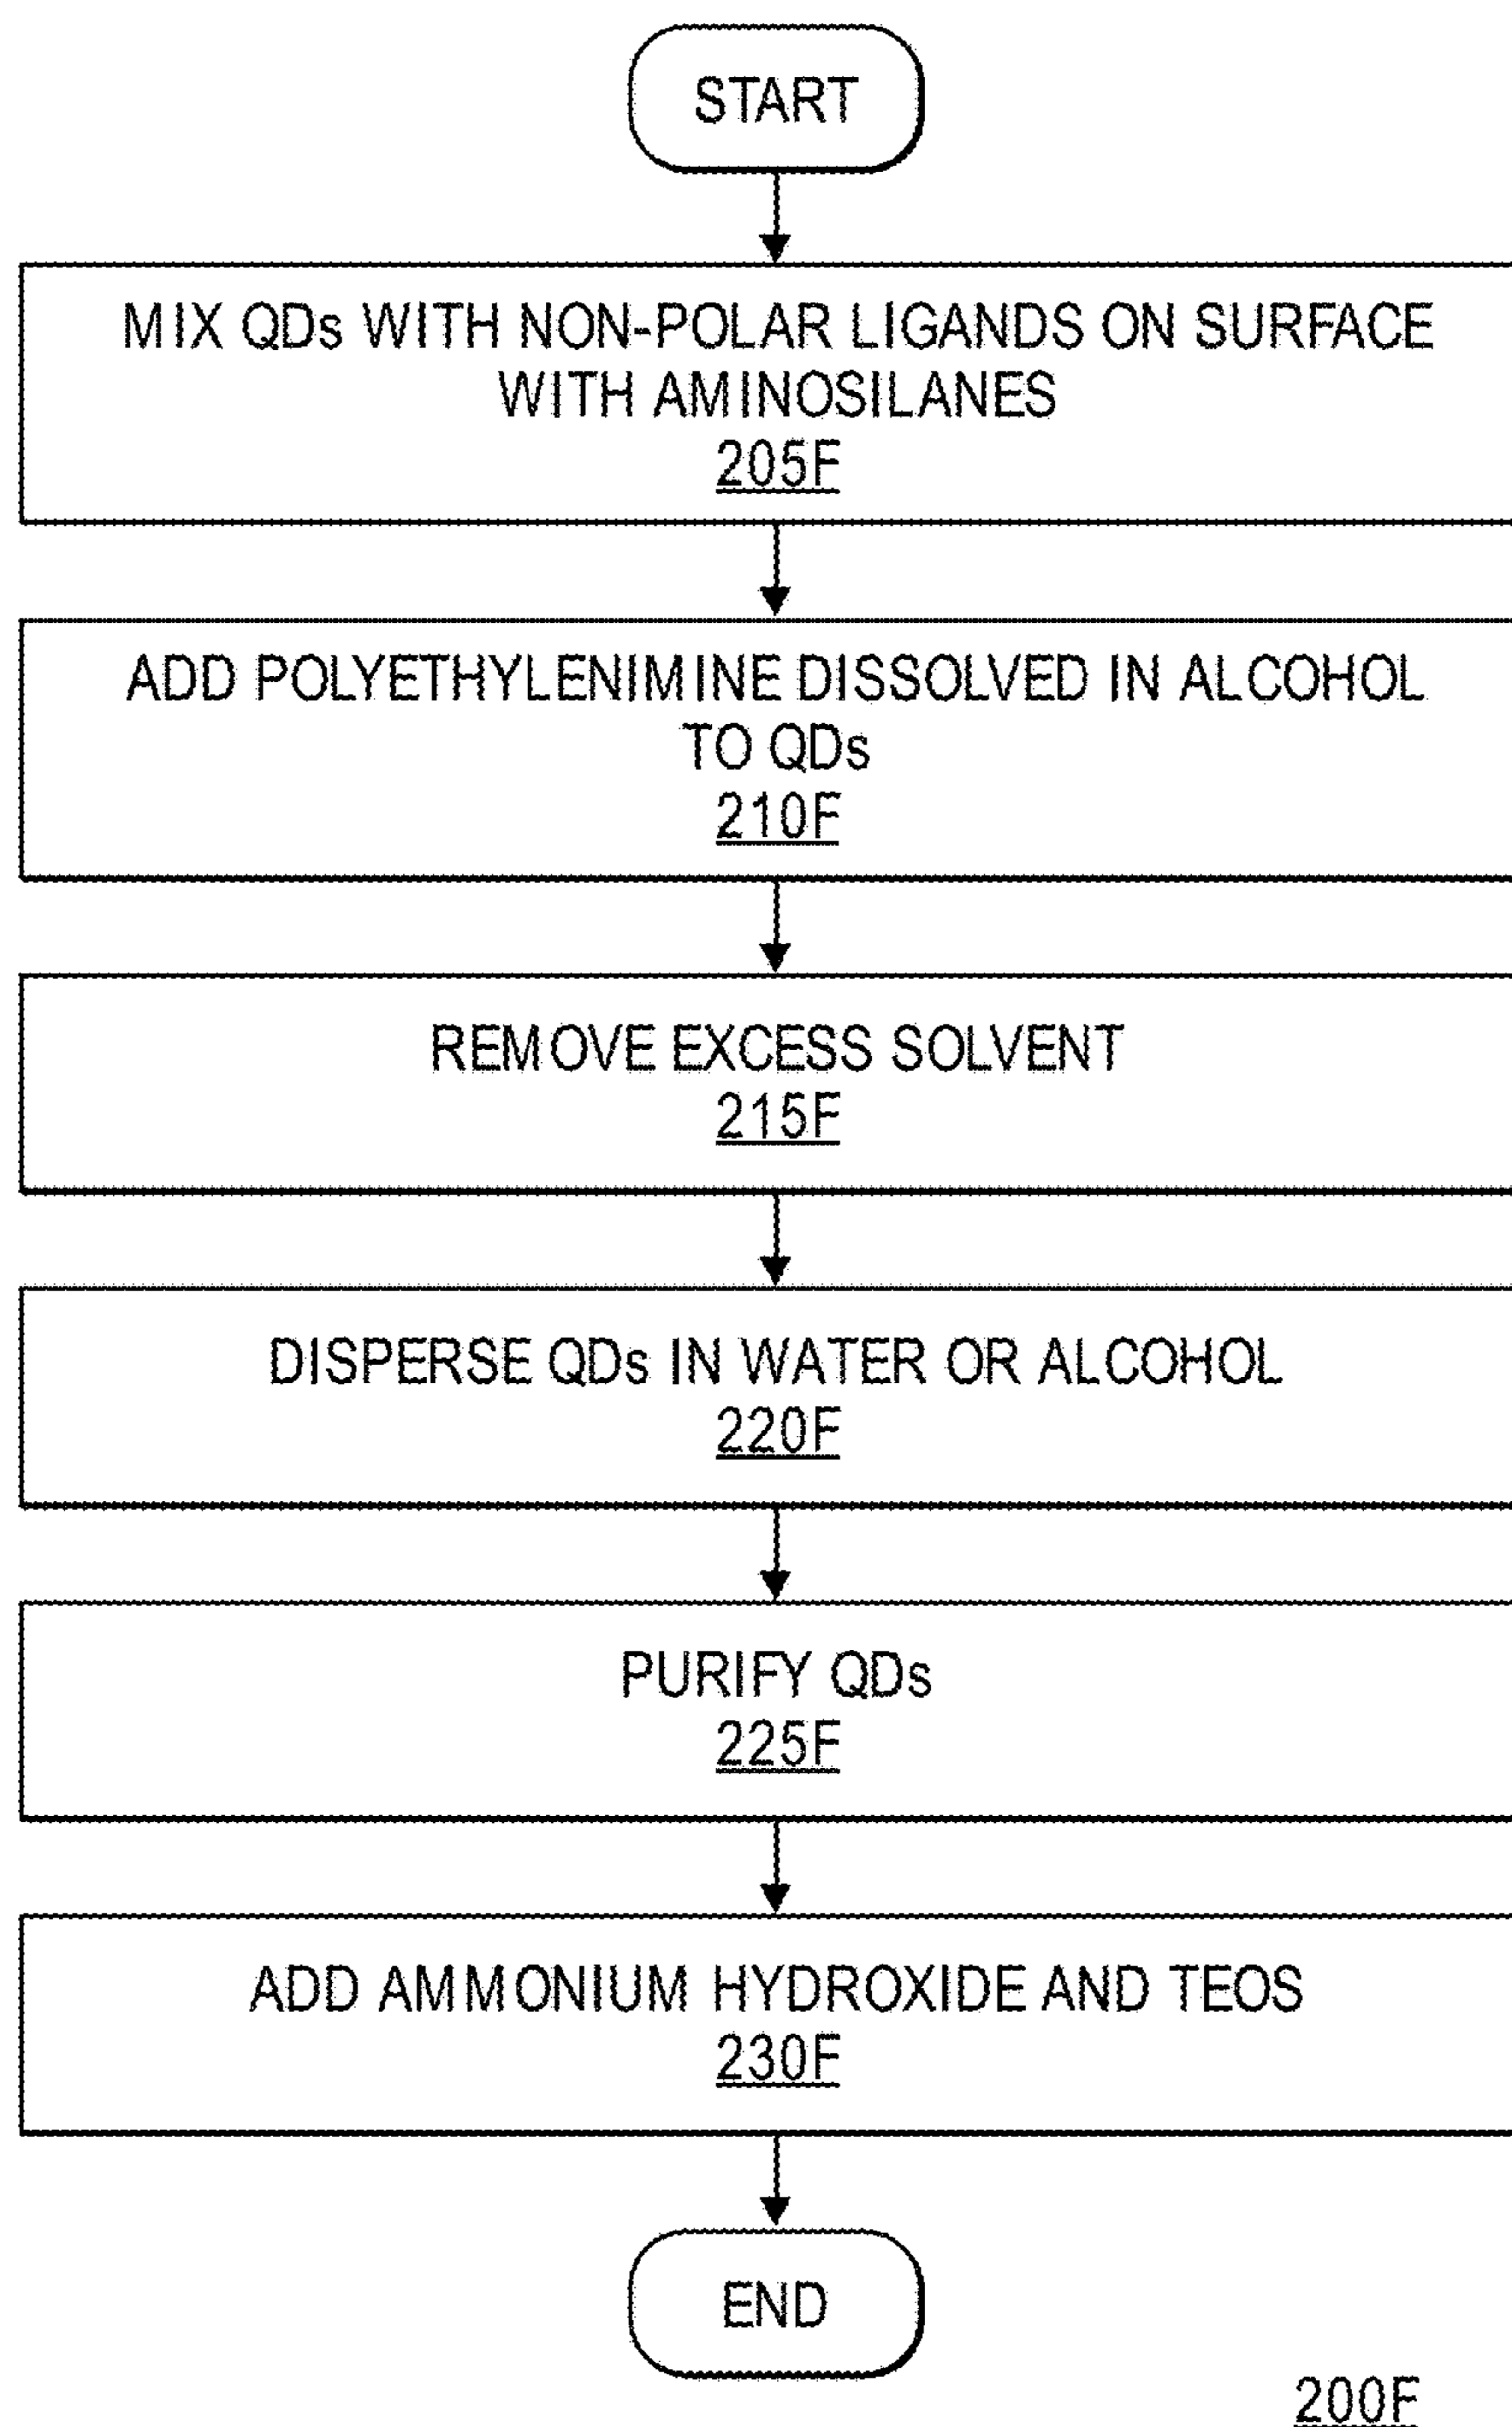 START
MIX QDs WITH NON-POLAR LIGANDS ON SURFACE
WITH AMINOSILANES
205F
ADD POLYETHYLENIMINE DISSOLVED IN ALCOHOL
TO QDs
210F
REMOVE EXCESS SOLVENT
215F
DISPERSE QDs IN WATER OR ALCOHOL
220F
PURIFY QDs
225F
ADD AMMONIUM HYDROXIDE AND TEOS
230F
END
200F